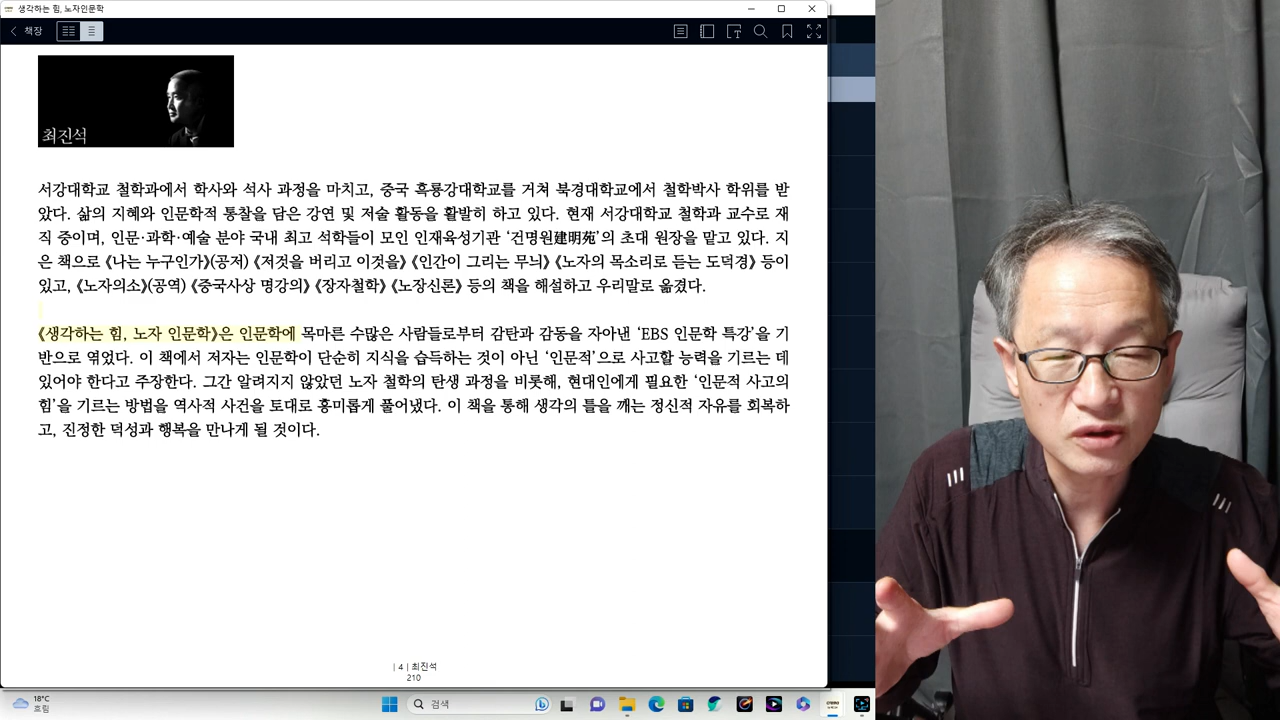 생각하는 힘, 노자인문학
책장
최진석
서강대학교 철학과에서 학사와 석사 과정을 마치고, 중국 흑룡강대학교를 거쳐 북경대학교에서 철학박사 학위를 받
았다. 삶의 지혜와 인문학적 통찰을 담은 강연 및 저술 활동을 활발히 하고 있다. 현재 서강대학교 철학과 교수로 재
직 중이며, 인문·과학·예술 분야 국내 최고 석학들이 모인 인재육성기관 ‘건명원建明苑’의 초대 원장을 맡고 있다. 지
은 책으로 《나는 누구인가》(공저) 《저것을 버리고 이것을》 《인간이 그리는 무늬》 《노자의 목소리로 듣는 도덕경》 등이
있고, 《노자의소》(공역) 《중국사상 명강의》 《장자철학》 《노장신론》 등의 책을 해설하고 우리말로 옮겼다.
《생각하는 힘, 노자 인문학》은 인문학에 목마른 수많은 사람들로부터 감탄과 감동을 자아낸 ‘EBS 인문학 특강’을 기
반으로 엮었다. 이 책에서 저자는 인문학이 단순히 지식을 습득하는 것이 아닌 ‘인문적’으로 사고할 능력을 기르는 데
있어야 한다고 주장한다. 그간 알려지지 않았던 노자 철학의 탄생 과정을 비롯해, 현대인에게 필요한 ‘인문적 사고의
힘’을 기르는 방법을 역사적 사건을 토대로 흥미롭게 풀어냈다. 이 책을 통해 생각의 틀을 깨는 정신적 자유를 회복하
고, 진정한 덕성과 행복을 만나게 될 것이다.
| 4 | 최진석
210
18°C
흐림
검색